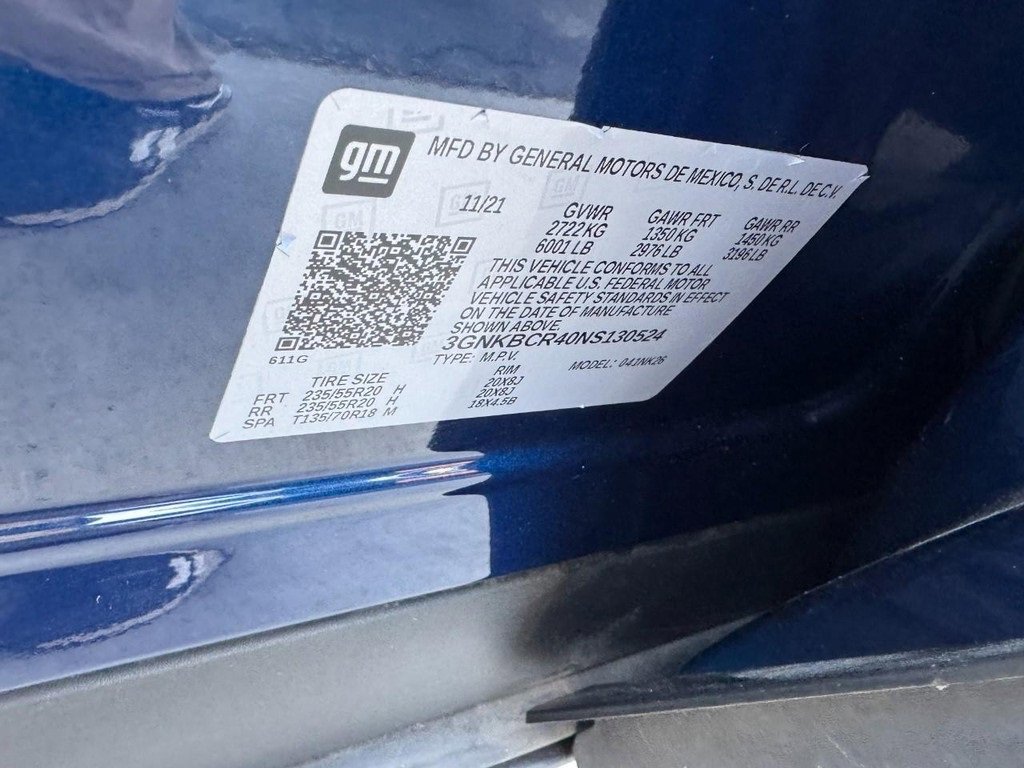 gm
MFD BY GENERAL MOTORS DE MEXICO, S. DE R.L. DE C.V.
11/21 GVWR GAWR FRT GAWR RR
2722 KG 1350 KG 1450 KG
6001 LB 2976 LB 3196 LB
THIS VEHICLE CONFORMS TO ALL
APPLICABLE U.S. FEDERAL MOTOR
VEHICLE SAFETY STANDARDS IN EFFECT
ON THE DATE OF MANUFACTURE
SHOWN ABOVE.
3GNKBCR40NS130524
611G TYPE: M.P.V. MODEL: 041NK26
TIRE SIZE RIM
FRT 235/55R20 H 20X8J
RR 235/55R20 H 20X8J
SPA T135/70R18 M 18X4.5B